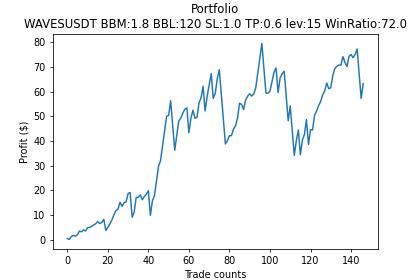 Portfolio
WAVESUSDT BBM:1.8 BBL:120 SL:1.0 TP:0.6 lev:15 WinRatio:72.0
80
70
60
50
40
30
20
10
0
Profit ($)
0 20 40 60 80 100 120 140
Trade counts